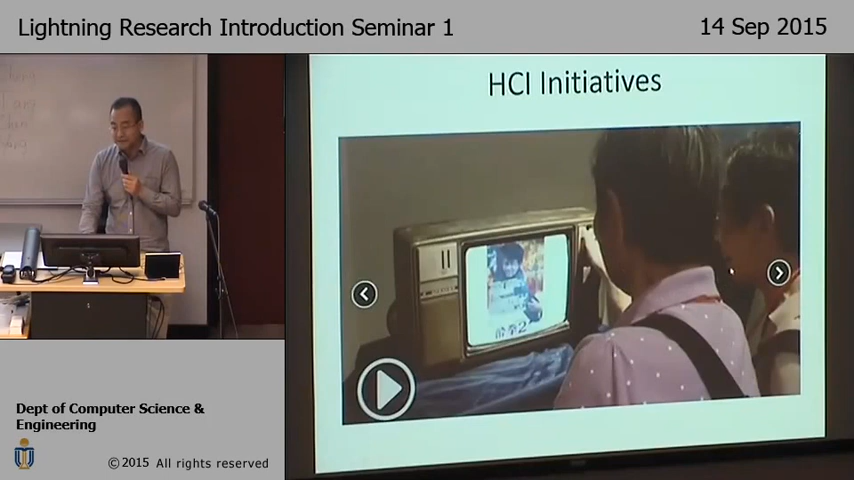 Lightning Research Introduction Seminar 1
14 Sep 2015
HCI Initiatives
Dept of Computer Science &
Engineering
© 2015 All rights reserved